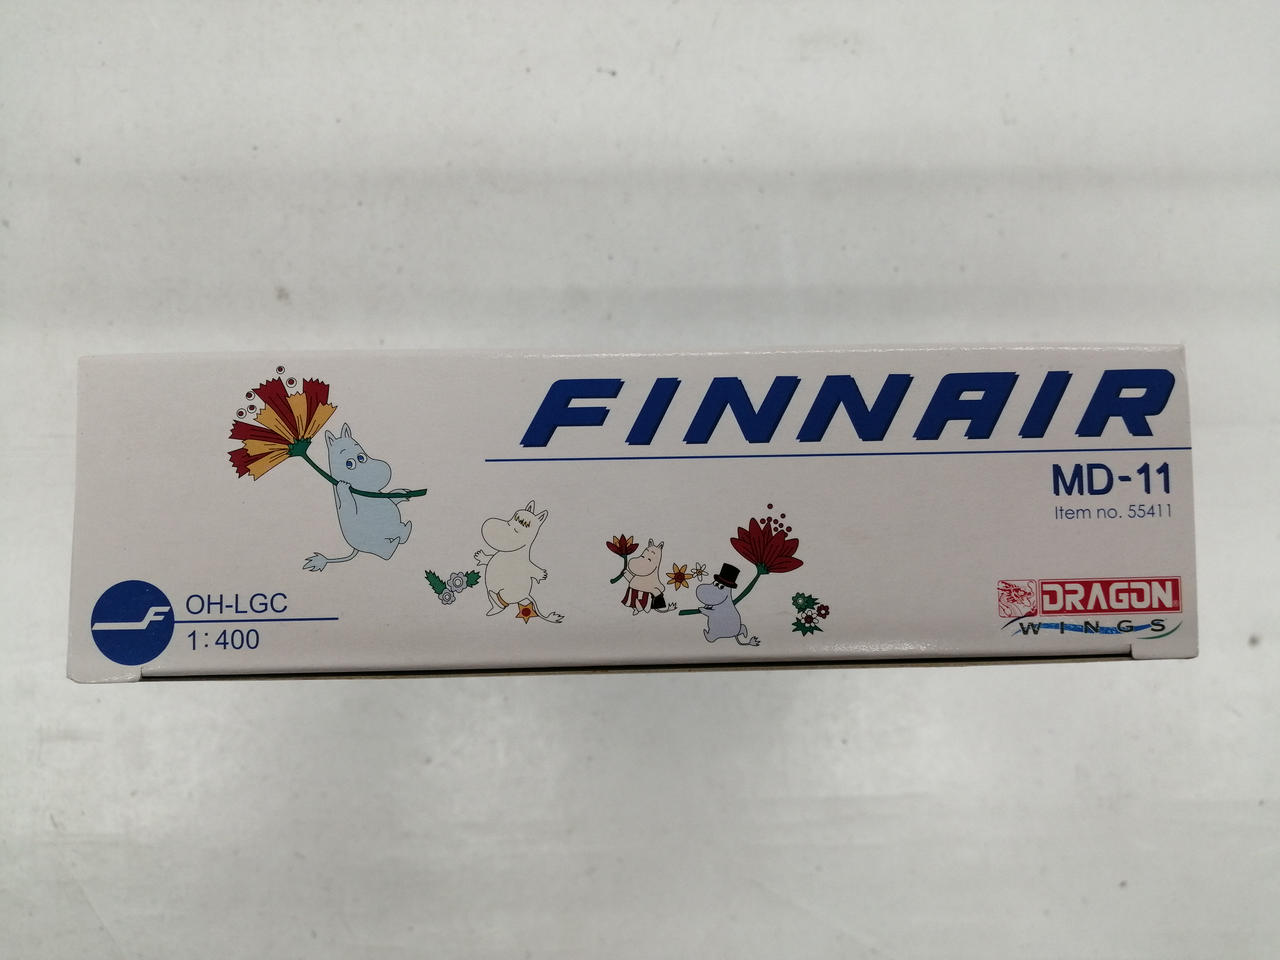 FINNAIR
MD-11
Item no. 55411
OH-LGC
1:400
DRAGON
WINGS